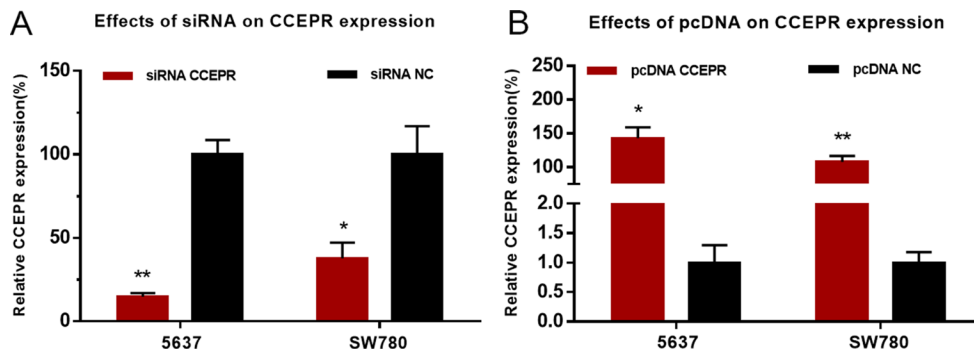 A
Effects of siRNA on CCEPR expression
siRNA CCEPR
siRNA NC
Relative CCEPR expression(%)
150
100
50
0
**
*
5637
SW780
B
Effects of pcDNA on CCEPR expression
pcDNA CCEPR
pcDNA NC
Relative CCEPR expression(%)
250
200
150
100
2.0
1.5
1.0
0.5
0.0
*
**
5637
SW780